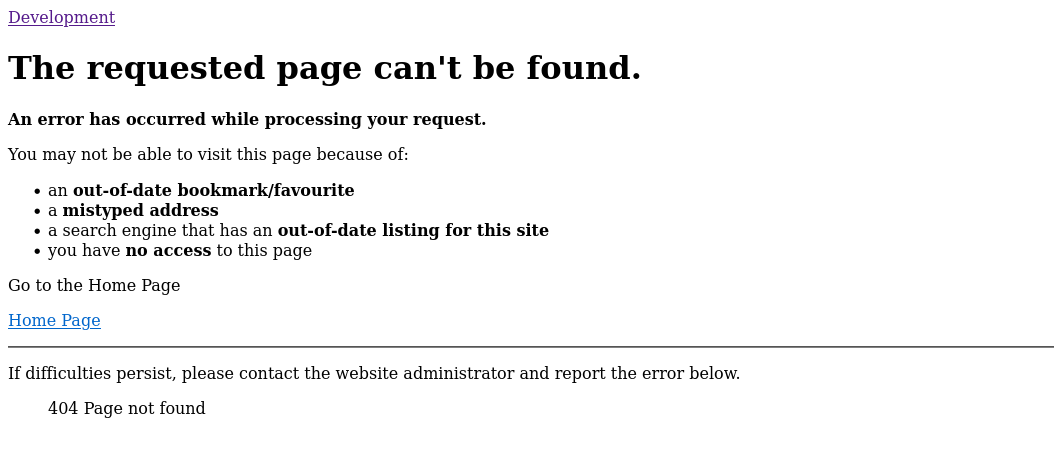 Development
The requested page can't be found.
An error has occurred while processing your request.
You may not be able to visit this page because of:
• an out-of-date bookmark/favourite
• a mistyped address
• a search engine that has an out-of-date listing for this site
• you have no access to this page
Go to the Home Page
Home Page
If difficulties persist, please contact the website administrator and report the error below.
404 Page not found